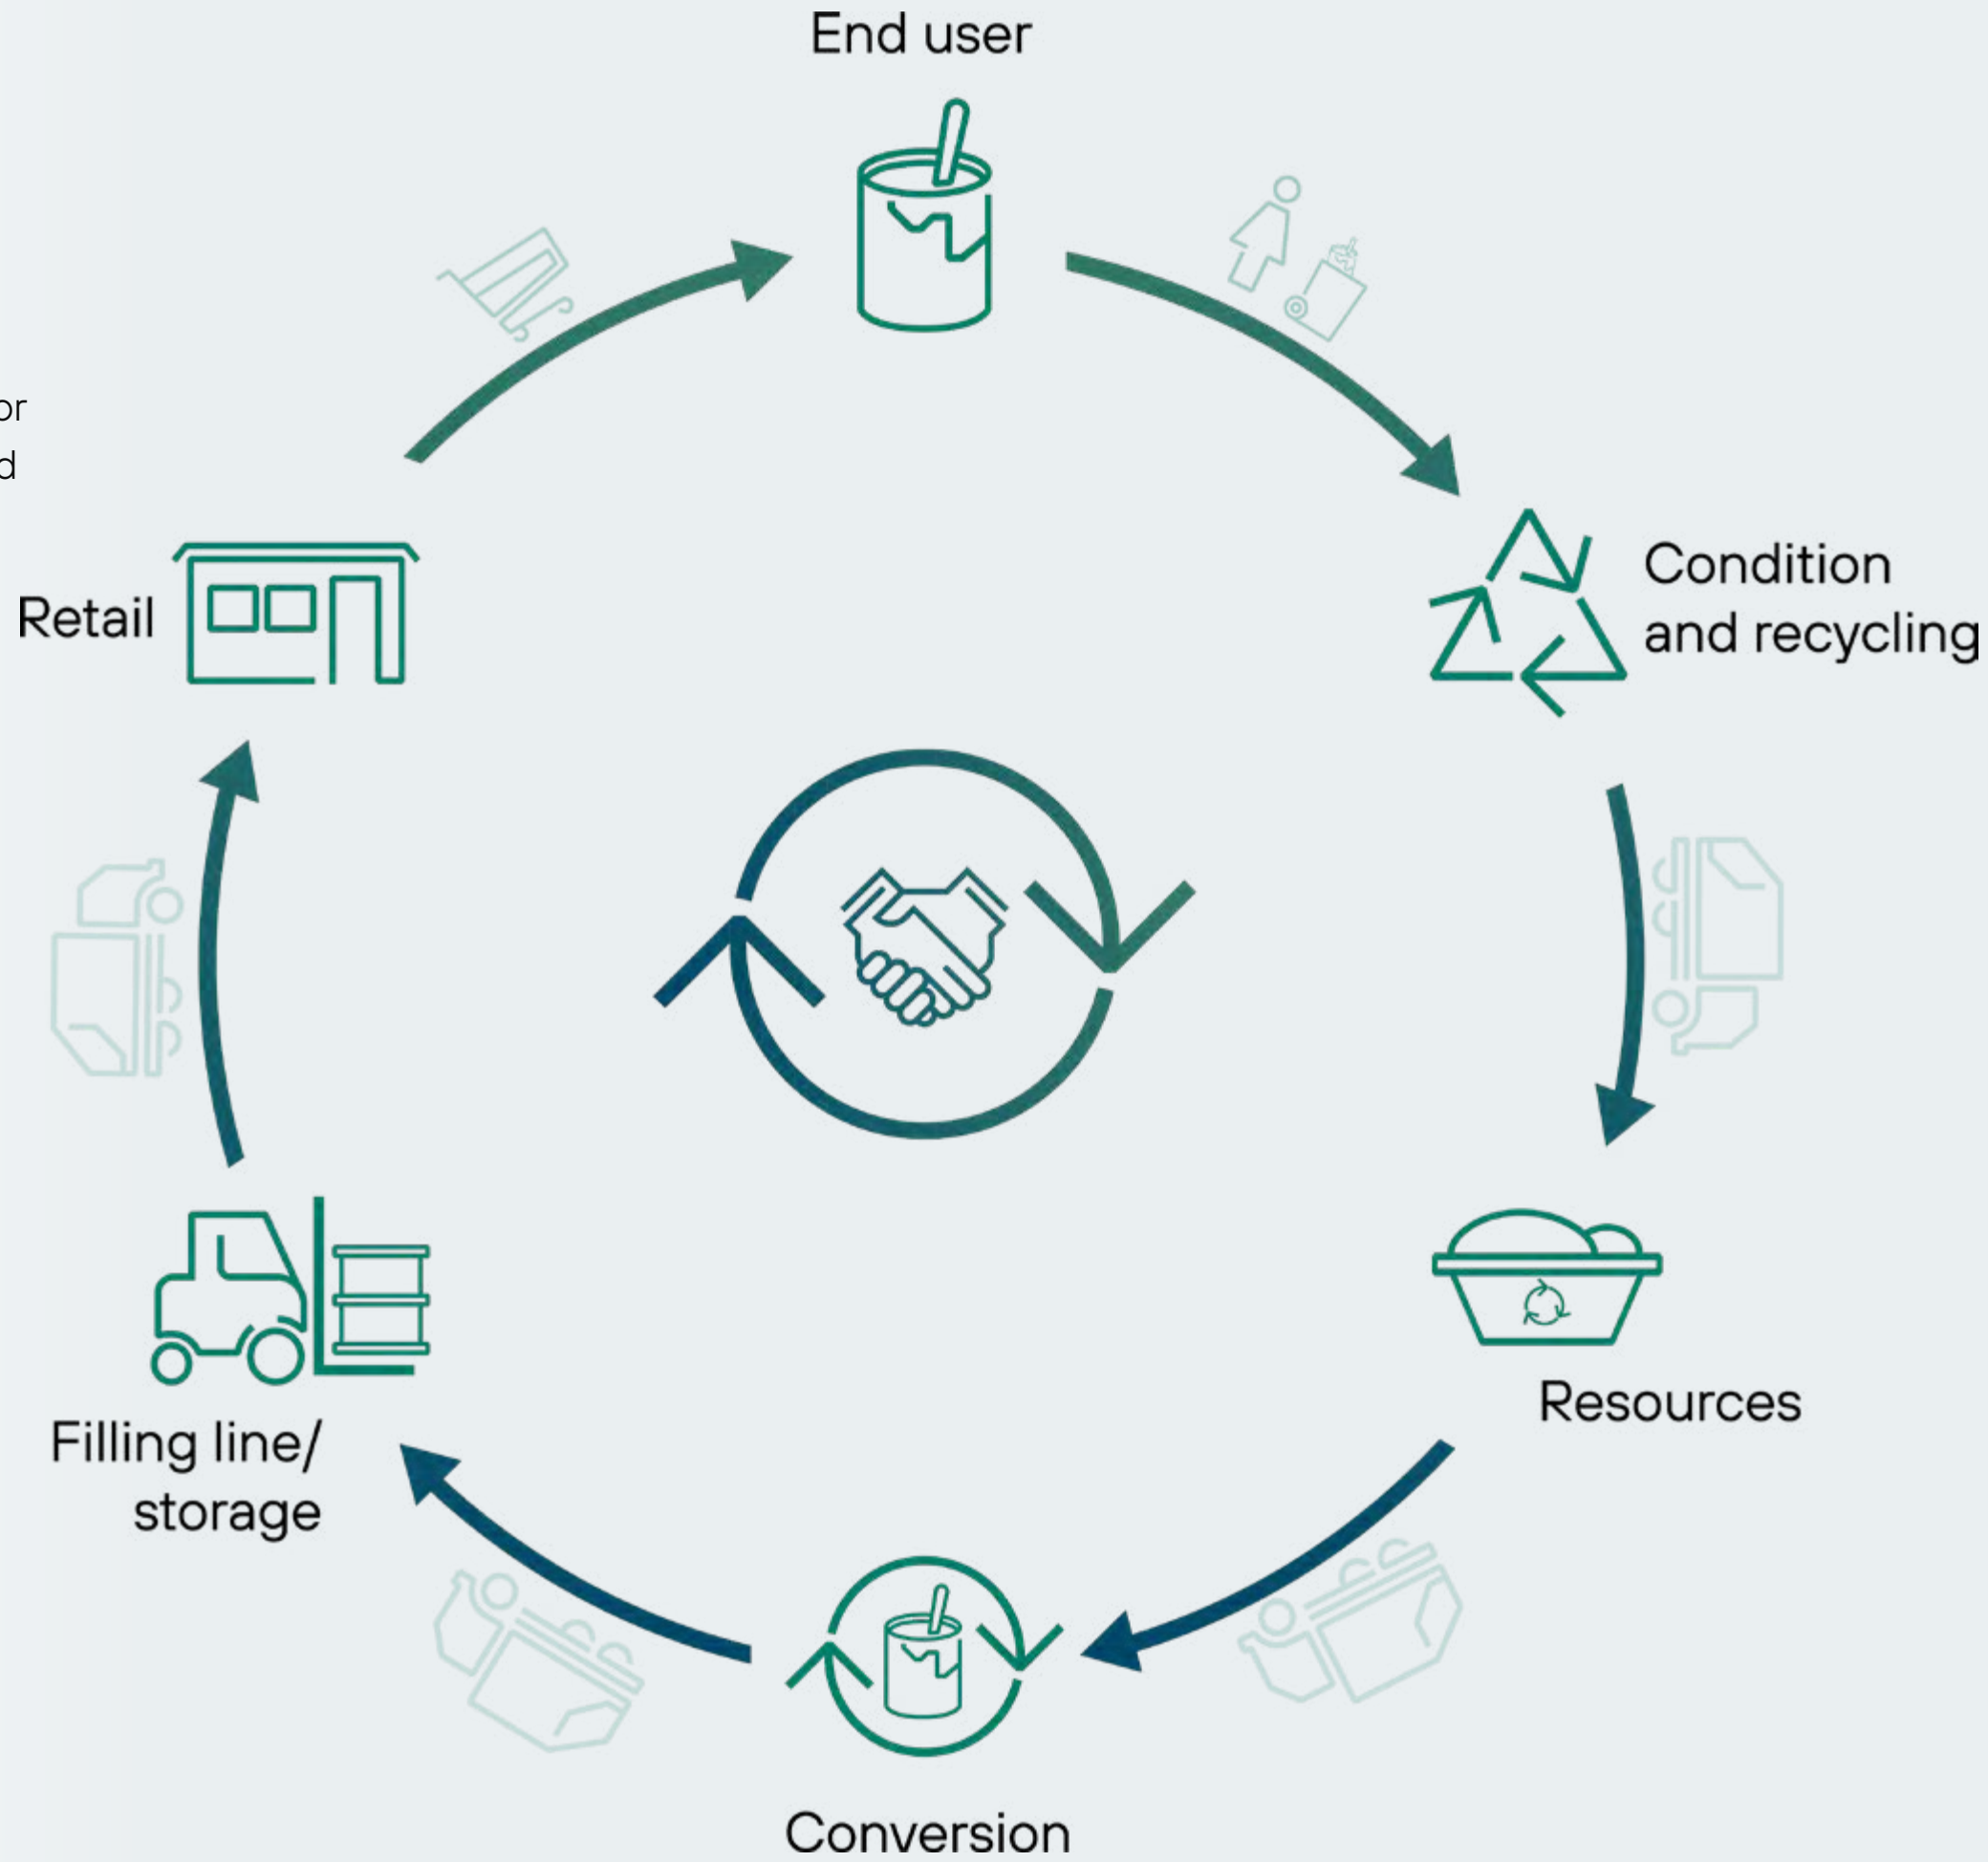 End user
or
d
Condition
and recycling
Retail
Resources
Filling line/
storage
Conversion